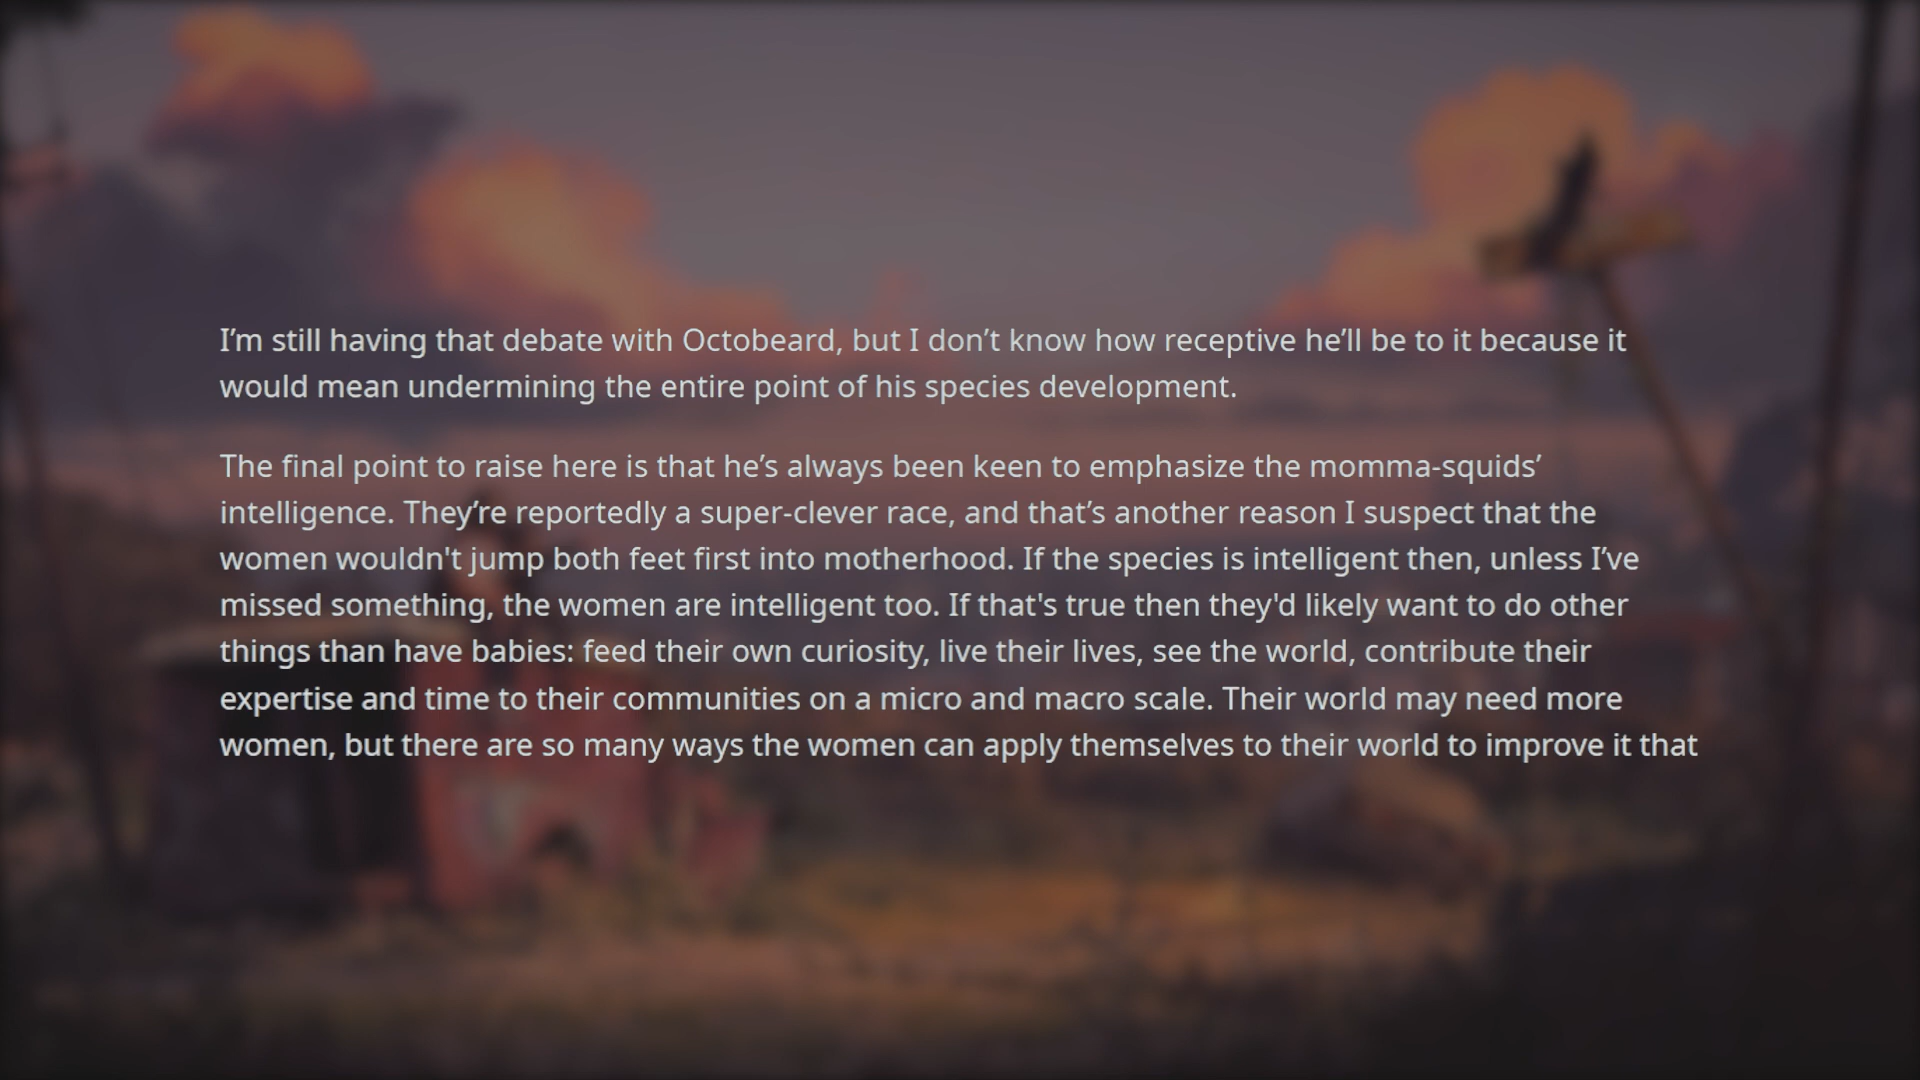 I’m still having that debate with Octobeard, but I don’t know how receptive he’ll be to it because it
would mean undermining the entire point of his species development.
The final point to raise here is that he’s always been keen to emphasize the momma-squids’
intelligence. They’re reportedly a super-clever race, and that’s another reason I suspect that the
women wouldn't jump both feet first into motherhood. If the species is intelligent then, unless I’ve
missed something, the women are intelligent too. If that's true then they'd likely want to do other
things than have babies: feed their own curiosity, live their lives, see the world, contribute their
expertise and time to their communities on a micro and macro scale. Their world may need more
women, but there are so many ways the women can apply themselves to their world to improve it that